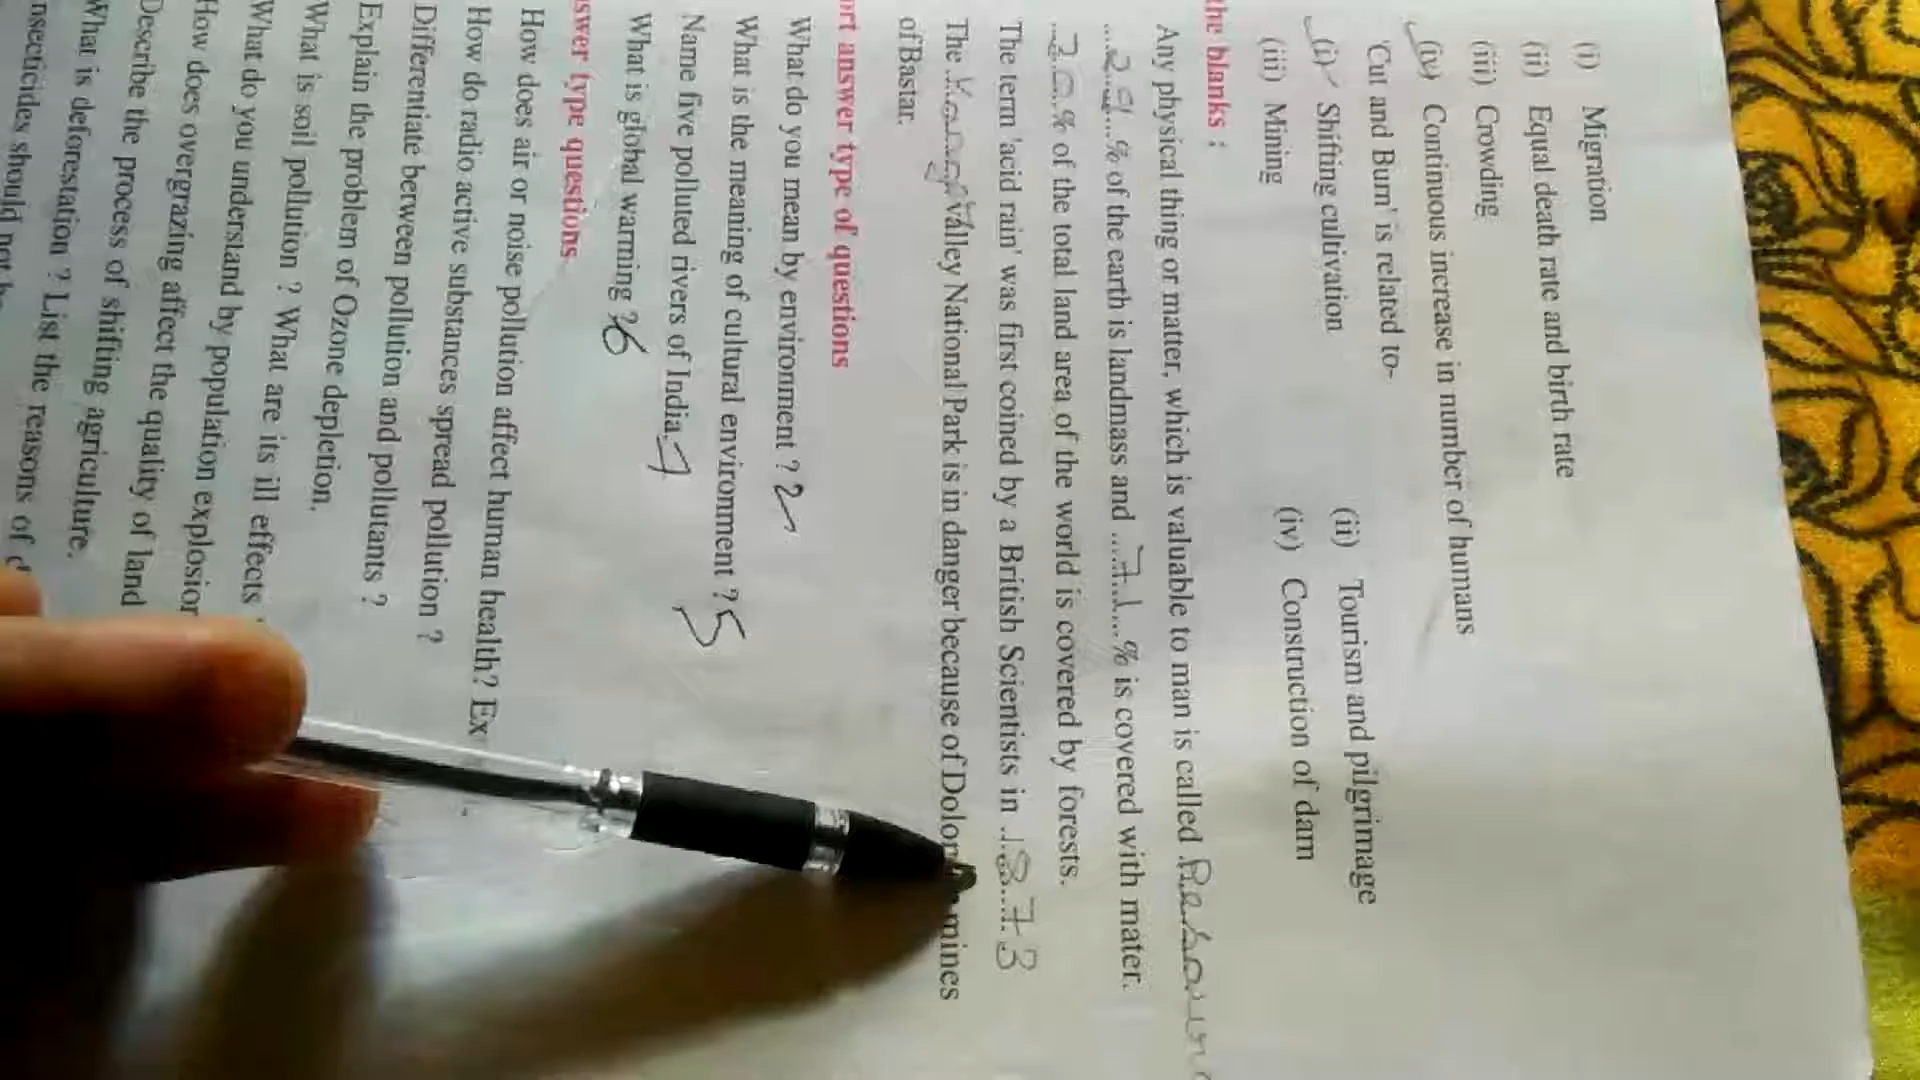 (i) Migration
(ii) Equal death rate and birth rate
(iii) Crowding
(iv) Continuous increase in number of humans
'Cut and Burn' is related to-
(i) Shifting cultivation (ii) Tourism and pilgrimage
(iii) Mining (iv) Construction of dam
the blanks :
Any physical thing or matter, which is valuable to man is called
29 % of the earth is landmass and 71 % is covered with mater.
30 % of the total land area of the world is covered by forests.
The term 'acid rain' was first coined by a British Scientists in 1873
The Valley National Park is in danger because of mines
of Bastar.
ort answer type of questions
What do you mean by environment ? 2
What is the meaning of cultural environment ? 5
Name five polluted rivers of India. 7
What is global warming ? 6
swer type questions
How does air or noise pollution affect human health? Ex
How do radio active substances spread pollution ?
Differentiate between pollution and pollutants ?
Explain the problem of Ozone depletion.
What is soil pollution ? What are its ill effects
What do you understand by population explosion
How does overgrazing affect the quality of land
Describe the process of shifting agriculture.
What is deforestation ? List the reasons of d
nsecticides should not be